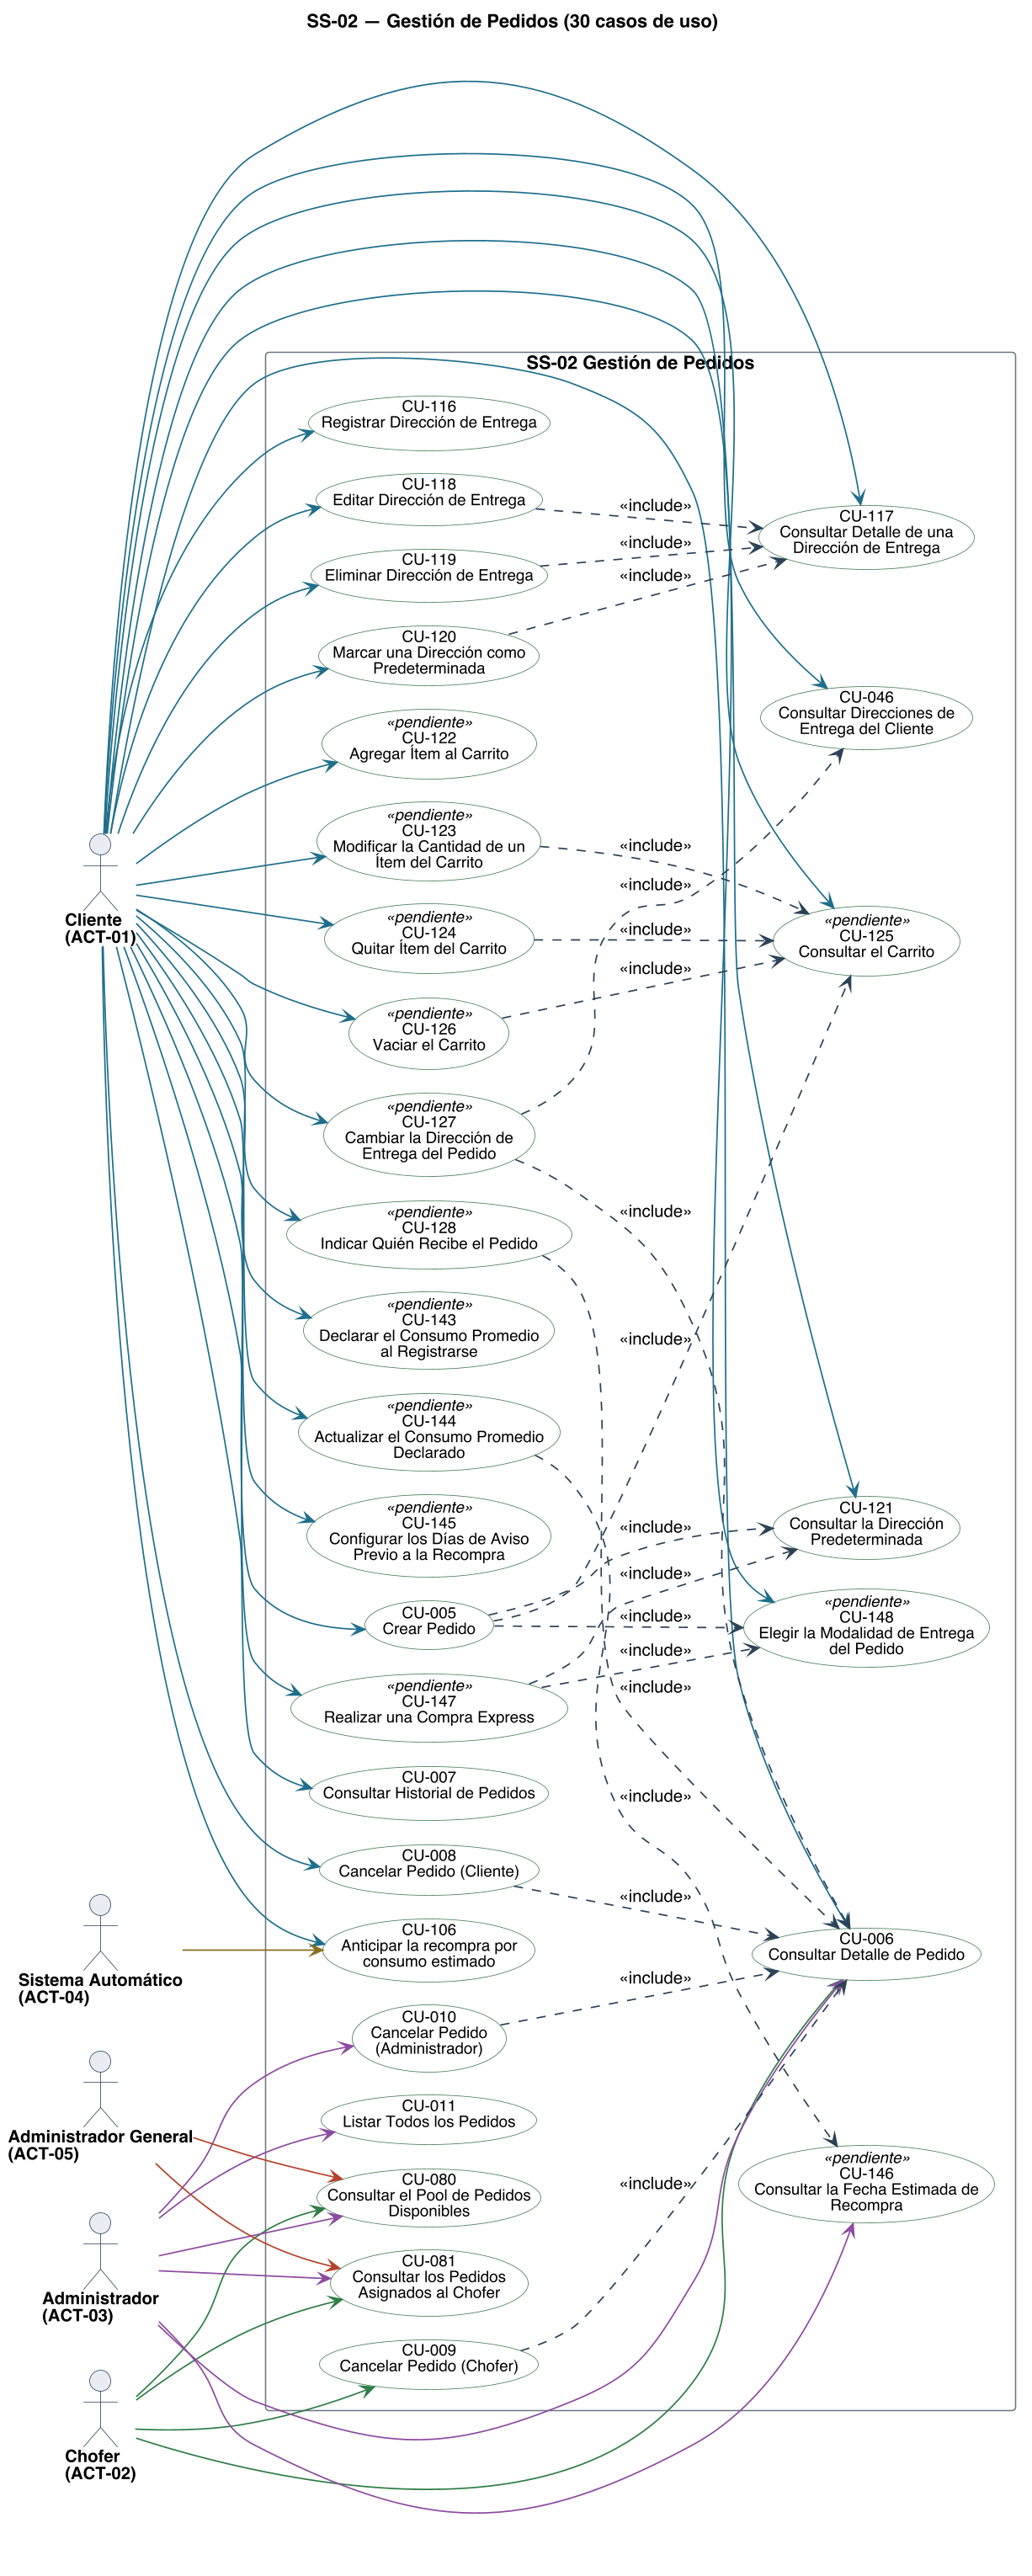 SS-02 — Gestión de Pedidos (30 casos de uso)
SS-02 Gestión de Pedidos
CU-116
Registrar Dirección de Entrega
CU-118
Editar Dirección de Entrega
«include»
CU-117
Consultar Detalle de una
Dirección de Entrega
«include»
CU-119
Eliminar Dirección de Entrega
«include»
CU-120
Marcar una Dirección como
Predeterminada
CU-046
Consultar Direcciones de
Entrega del Cliente
«pendiente»
CU-122
Agregar Ítem al Carrito
«pendiente»
CU-123
Modificar la Cantidad de un
Ítem del Carrito
«include»
«include»
Cliente
(ACT-01)
«pendiente»
CU-124
Quitar Ítem del Carrito
«include»
«pendiente»
CU-125
Consultar el Carrito
«include»
«pendiente»
CU-126
Vaciar el Carrito
«pendiente»
CU-127
Cambiar la Dirección de
Entrega del Pedido
«include»
«pendiente»
CU-128
Indicar Quién Recibe el Pedido
«pendiente»
CU-143
Declarar el Consumo Promedio
al Registrarse
«include»
«pendiente»
CU-144
Actualizar el Consumo Promedio
Declarado
«pendiente»
CU-145
Configurar los Días de Aviso
Previo a la Recompra
«include»
CU-121
Consultar la Dirección
Predeterminada
«include»
CU-005
Crear Pedido
«include»
«pendiente»
CU-148
Elegir la Modalidad de Entrega
del Pedido
«include»
«pendiente»
CU-147
Realizar una Compra Express
«include»
CU-007
Consultar Historial de Pedidos
«include»
CU-008
Cancelar Pedido (Cliente)
«include»
CU-106
Anticipar la recompra por
consumo estimado
CU-006
Consultar Detalle de Pedido
Sistema Automático
(ACT-04)
«include»
CU-010
Cancelar Pedido
(Administrador)
CU-011
Listar Todos los Pedidos
Administrador General
(ACT-05)
CU-080
Consultar el Pool de Pedidos
Disponibles
«include»
«pendiente»
CU-146
Consultar la Fecha Estimada de
Recompra
CU-081
Consultar los Pedidos
Asignados al Chofer
Administrador
(ACT-03)
CU-009
Cancelar Pedido (Chofer)
Chofer
(ACT-02)